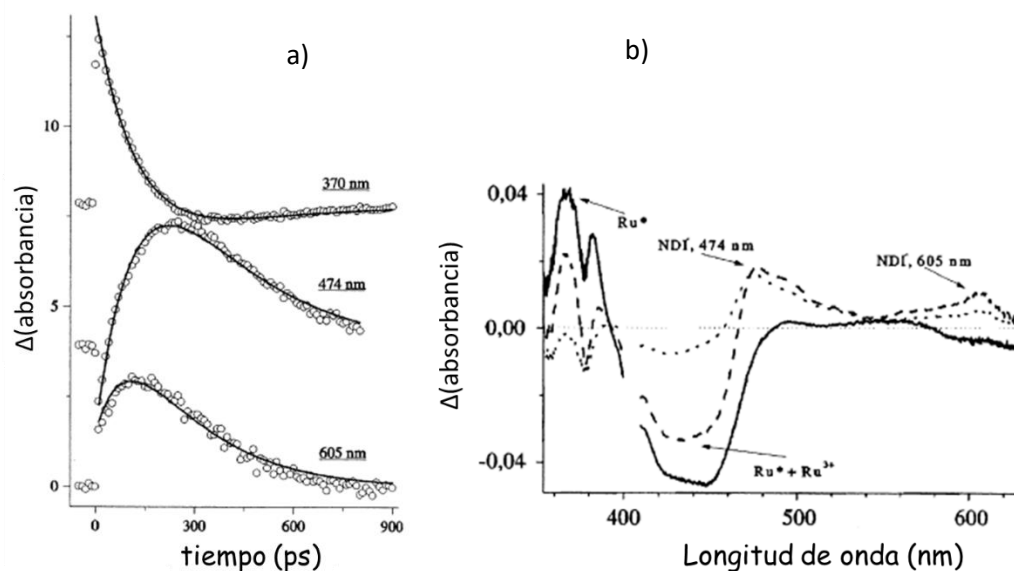 a)
10
5
0
370 nm
474 nm
605 nm
0
300
600
900
Δ(absorbancia)
tiempo (ps)
b)
0,04
0,00
-0,04
Ru*
NDI⁻, 474 nm
NDI⁻, 605 nm
Ru* + Ru³⁺
400
500
600
Δ(absorbancia)
Longitud de onda (nm)